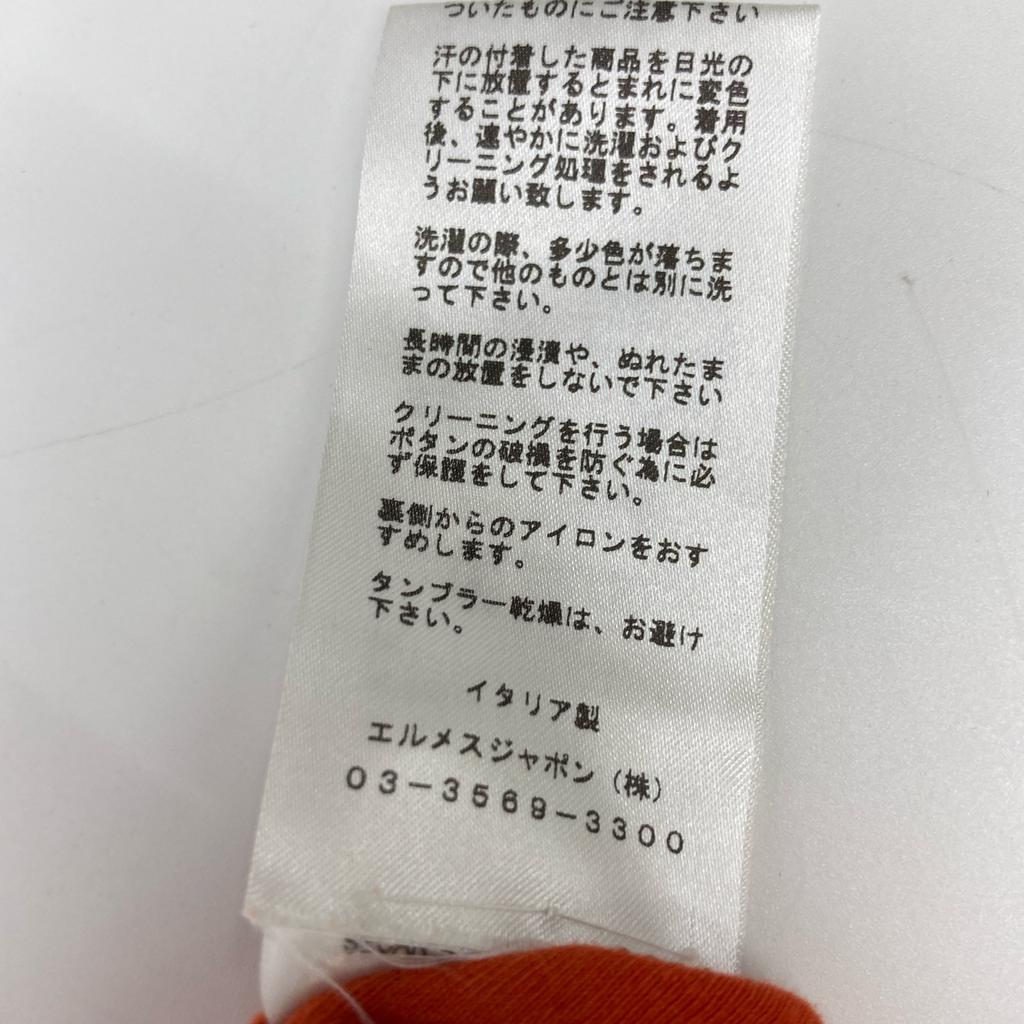 ついたものにご注意下さい
汗の付着した商品を日光の
下に放置するとまれに変色
することがあります。着用
後、速やかに洗濯およびク
リーニング処理をされるよ
うお願い致します。
洗濯の際、多少色が落ちま
すので他のものとは別に洗
って下さい。
長時間の浸漬や、ぬれたま
まの放置をしないで下さい
クリーニングを行う場合は
ボタンの破損を防ぐ為に必
ず保護をして下さい。
裏側からのアイロンをおす
すめします。
タンブラー乾燥は、お避け
下さい。
イタリア製
エルメスジャポン(株)
03-3569-3300